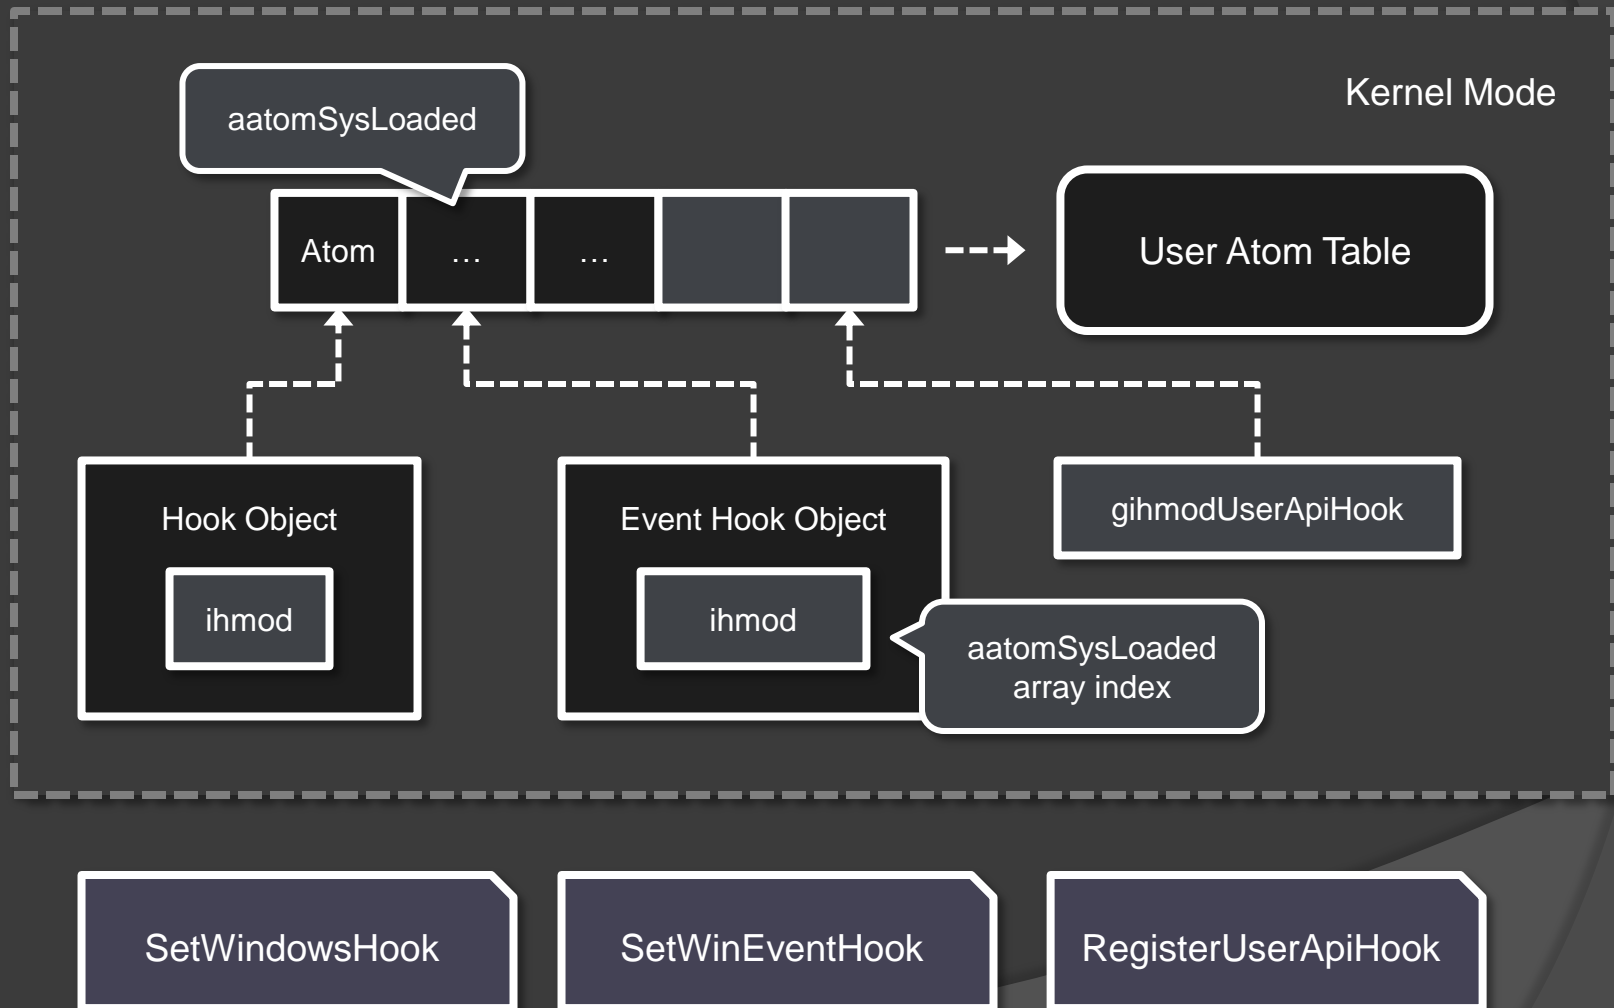 Kernel Mode
aatomSysLoaded
Atom
...
...
User Atom Table
Hook Object
ihmod
Event Hook Object
ihmod
gihmodUserApiHook
aatomSysLoaded
array index
SetWindowsHook
SetWinEventHook
RegisterUserApiHook